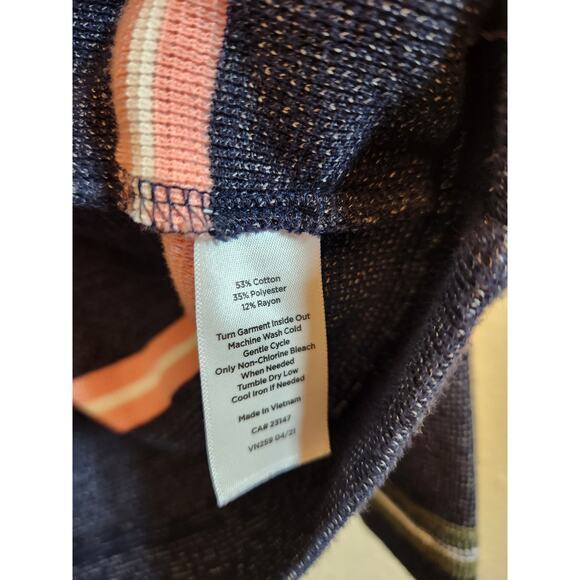 53% Cotton
35% Polyester
12% Rayon
Turn Garment Inside Out
Machine Wash Cold
Gentle Cycle
Only Non-Chlorine Bleach
When Needed
Tumble Dry Low
Cool Iron if Needed
Made in Vietnam
CA# 23147
VN259 04/21